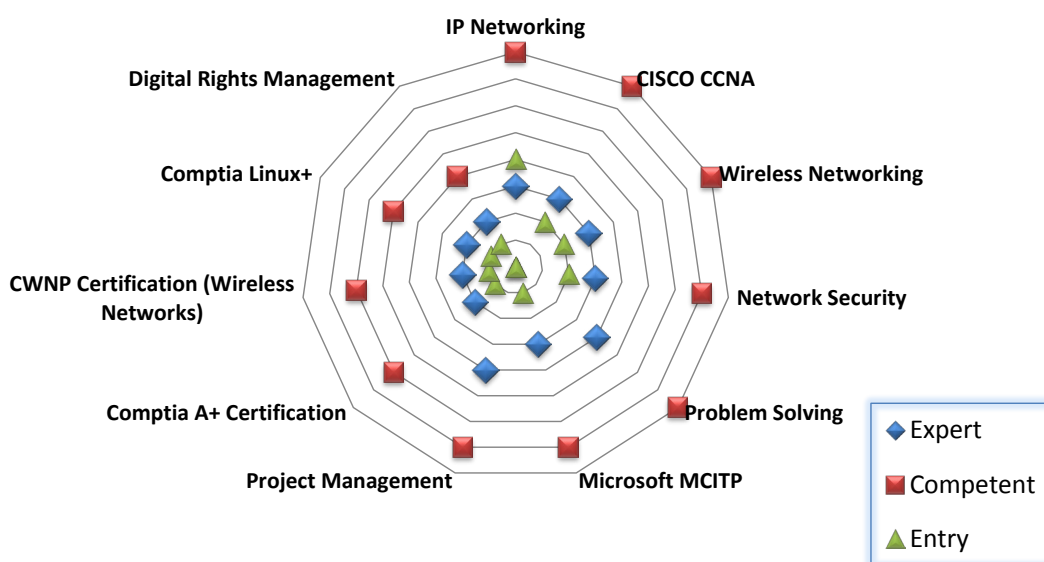 IP Networking
CISCO CCNA
Digital Rights Management
Comptia Linux+
Wireless Networking
CWNP Certification (Wireless
Networks)
Network Security
Comptia A+ Certification
Problem Solving
Project Management
Microsoft MCITP
Expert
Competent
Entry